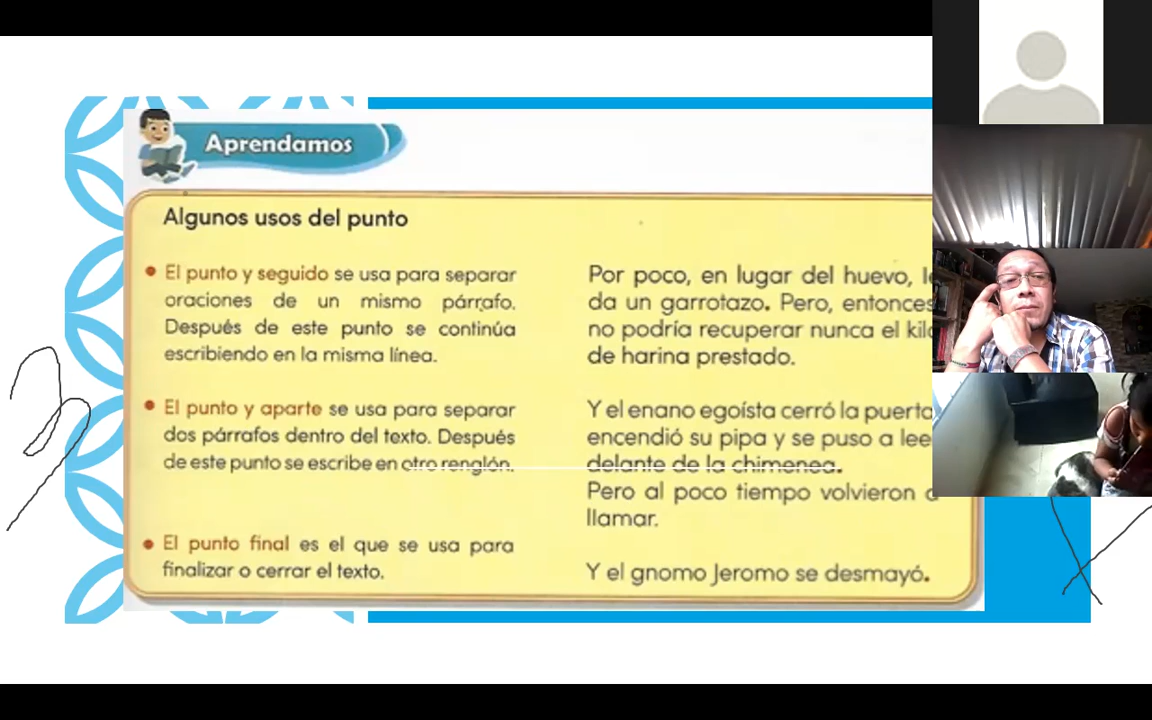 Aprendamos
Algunos usos del punto
• El punto y seguido se usa para separar
oraciones de un mismo párrafo.
Después de este punto se continúa
escribiendo en la misma línea.
Por poco, en lugar del huevo,
da un garrotazo. Pero, entonces
no podría recuperar nunca el kilo
de harina prestado.
• El punto y aparte se usa para separar
dos párrafos dentro del texto. Después
de este punto se escribe en otro renglón.
Y el enano egoísta cerró la puerta,
encendió su pipa y se puso a lee
delante de la chimenea.
Pero al poco tiempo volvieron a
llamar.
• El punto final es el que se usa para
finalizar o cerrar el texto.
Y el gnomo Jeromo se desmayó.